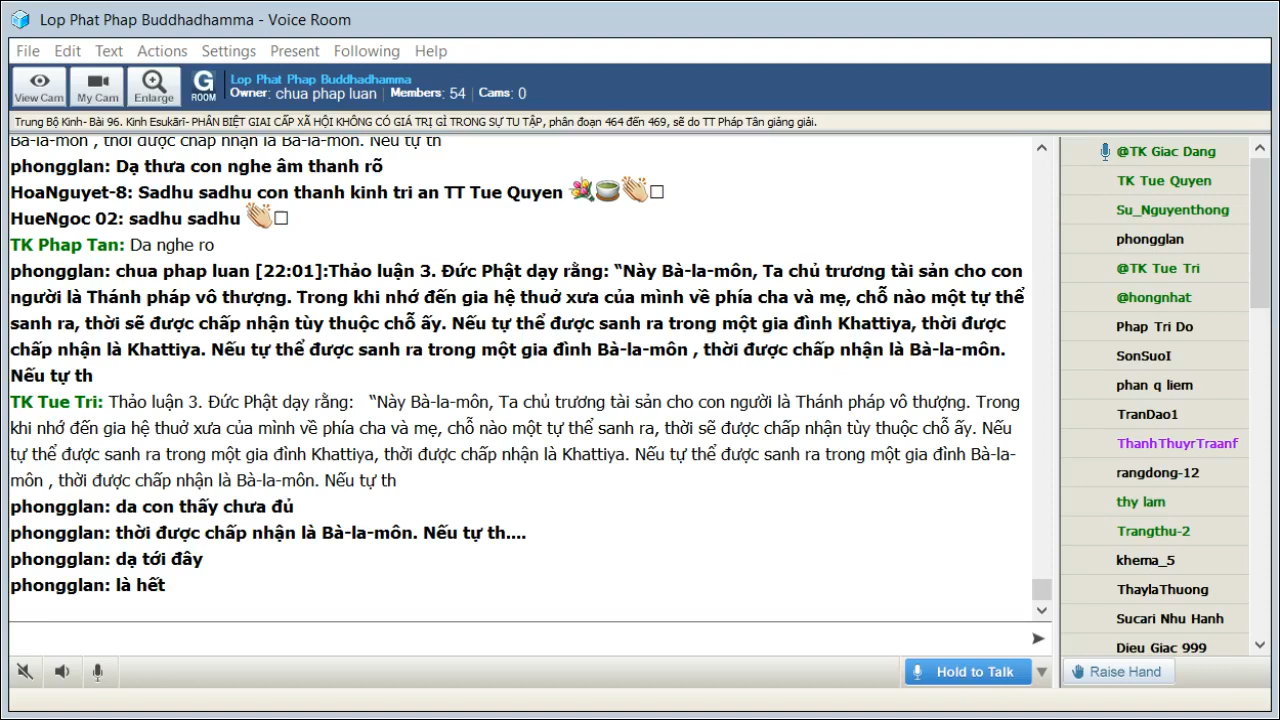 Lop Phat Phap Buddhadhamma - Voice Room
File Edit Text Actions Settings Present Following Help
View Cam My Cam Enlarge G ROOM
Lop Phat Phap Buddhadhamma
Owner: chua phap luan | Members: 54 | Cams: 0
Trung Bộ Kinh- Bài 96. Kinh Esukārī- PHÂN BIỆT GIAI CẤP XÃ HỘI KHÔNG CÓ GIÁ TRỊ GÌ TRONG SỰ TU TẬP, phân đoạn 464 đến 469, sẽ do TT Pháp Tân giảng giải.
Bà-la-môn , thời được chấp nhận là Bà-la-môn. Nếu tự th
phongglan: Dạ thưa con nghe âm thanh rõ
HoaNguyet-8: Sadhu sadhu con thanh kinh tri an TT Tue Quyen 💐🍵👏□
HueNgoc 02: sadhu sadhu 👏□
TK Phap Tan: Da nghe ro
phongglan: chua phap luan [22:01]:Thảo luận 3. Đức Phật dạy rằng: “Này Bà-la-môn, Ta chủ trương tài sản cho con
người là Thánh pháp vô thượng. Trong khi nhớ đến gia hệ thuở xưa của mình về phía cha và mẹ, chỗ nào một tự thể
sanh ra, thời sẽ được chấp nhận tùy thuộc chỗ ấy. Nếu tự thể được sanh ra trong một gia đình Khattiya, thời được
chấp nhận là Khattiya. Nếu tự thể được sanh ra trong một gia đình Bà-la-môn , thời được chấp nhận là Bà-la-môn.
Nếu tự th
TK Tue Tri: Thảo luận 3. Đức Phật dạy rằng: “Này Bà-la-môn, Ta chủ trương tài sản cho con người là Thánh pháp vô thượng. Trong
khi nhớ đến gia hệ thuở xưa của mình về phía cha và mẹ, chỗ nào một tự thể sanh ra, thời sẽ được chấp nhận tùy thuộc chỗ ấy. Nếu
tự thể được sanh ra trong một gia đình Khattiya, thời được chấp nhận là Khattiya. Nếu tự thể được sanh ra trong một gia đình Bà-la-
môn , thời được chấp nhận là Bà-la-môn. Nếu tự th
phongglan: da con thấy chưa đủ
phongglan: thời được chấp nhận là Bà-la-môn. Nếu tự th....
phongglan: dạ tới đây
phongglan: là hết
@TK Giac Dang
TK Tue Quyen
Su_Nguyenthong
phongglan
@TK Tue Tri
@hongnhat
Phap Tri Do
SonSuoI
phan q liem
TranDao1
ThanhThuyrTraanf
rangdong-12
thy lam
Trangthu-2
khema_5
ThaylaThuong
Sucari Nhu Hanh
Dieu Giac 999
Hold to Talk
Raise Hand